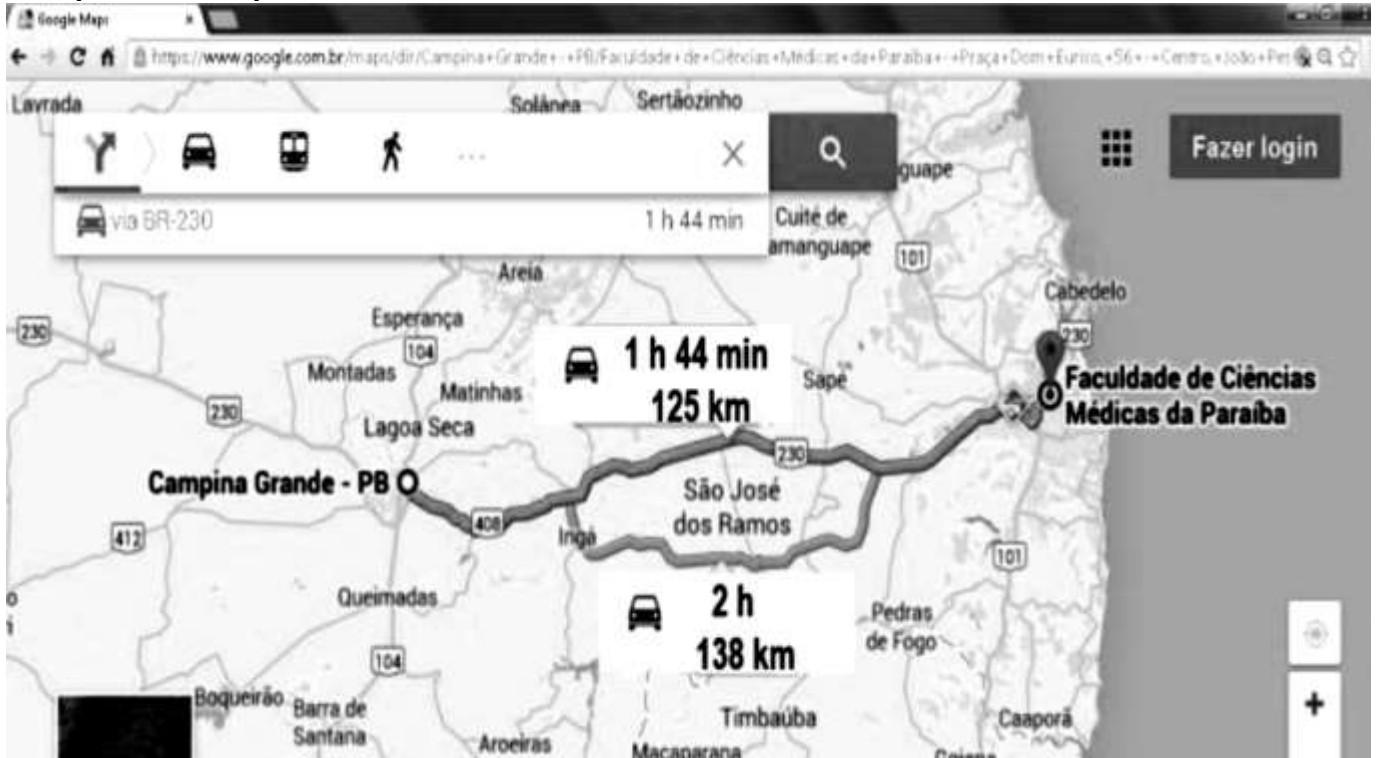 Google Maps
https://www.google.com.br/maps/dir/Campina+Grande+-+PB/Faculdade+de+Ciências+Médicas+da+Paraíba+-+Praça+Dom+Eurico,+56+-+Centro,+João+Pes
Lavrada
Solânea
Sertãozinho
Fazer login
guape
via BR-230
1 h 44 min
Cuité de
amanguape
101
Areia
Cabedelo
Esperança
230
230
104
1 h 44 min
125 km
Montadas
Matinhas
Sapé
Faculdade de Ciências
Médicas da Paraíba
230
Lagoa Seca
230
Campina Grande - PB
São José
dos Ramos
408
412
Ingá
101
Queimadas
2 h
138 km
Pedras
de Fogo
104
Boqueirão
Barra de
Santana
Timbaúba
Caaporã
Aroeiras
Macaparana
+